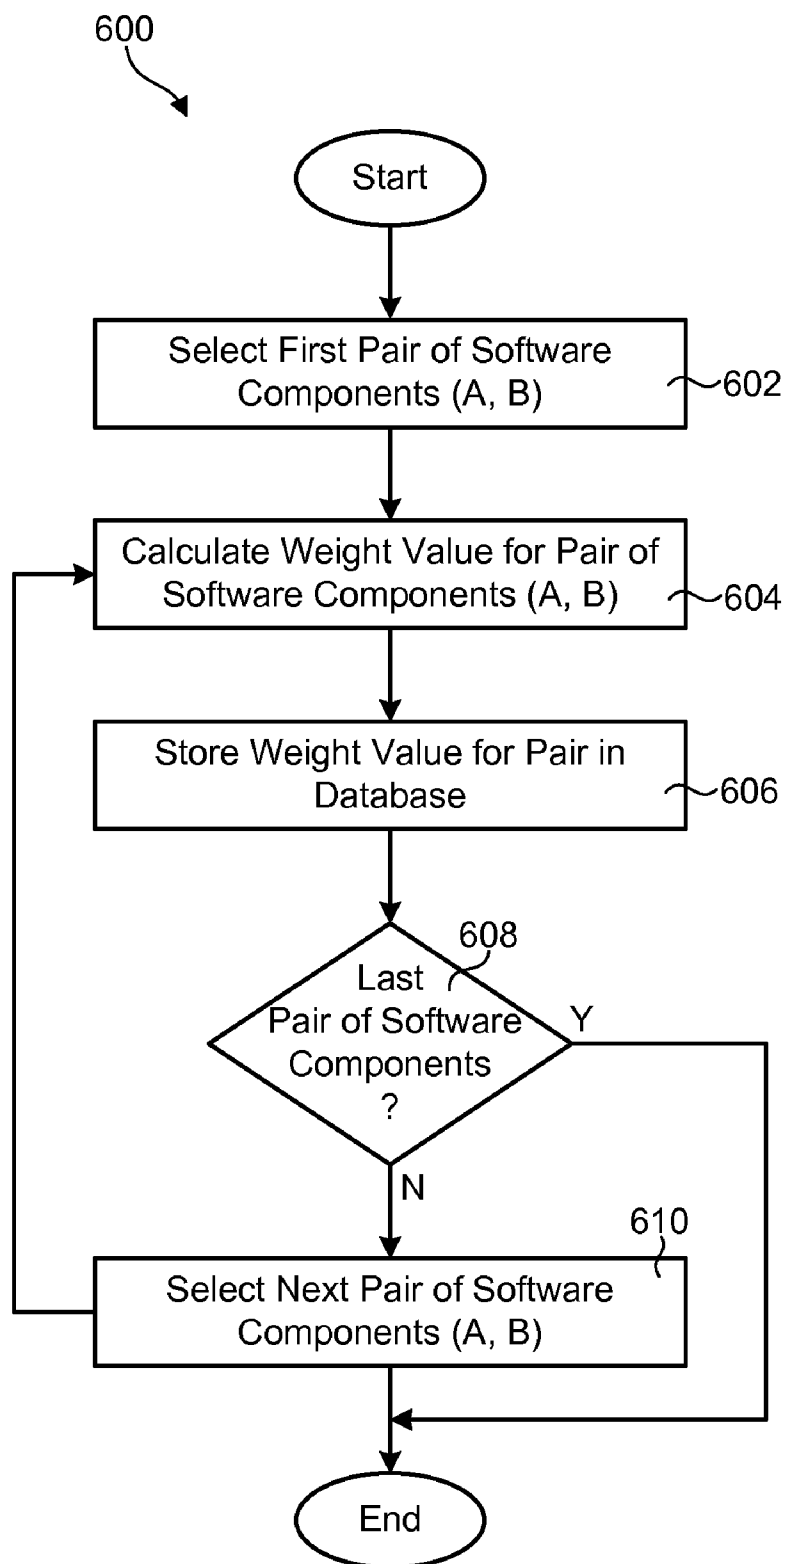 600
Start
Select First Pair of Software
Components (A, B)
602
Calculate Weight Value for Pair of
Software Components (A, B)
604
Store Weight Value for Pair in
Database
606
608
Last
Pair of Software
Components
?
Y
N
610
Select Next Pair of Software
Components (A, B)
End